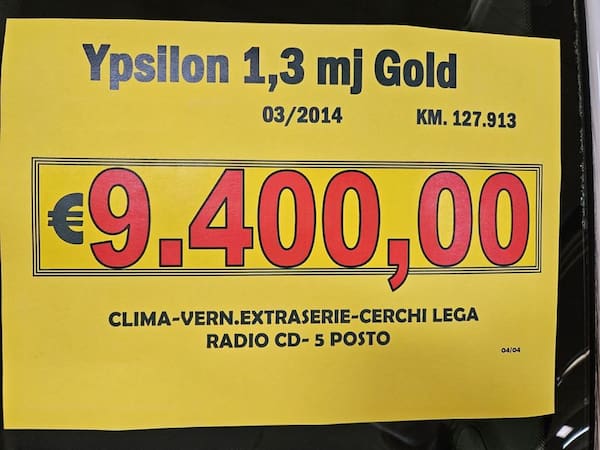 Ypsilon 1,3 mj Gold
03/2014 KM. 127.913
€9.400,00
CLIMA-VERN.EXTRASERIE-CERCHI LEGA
RADIO CD- 5 POSTO
04/04